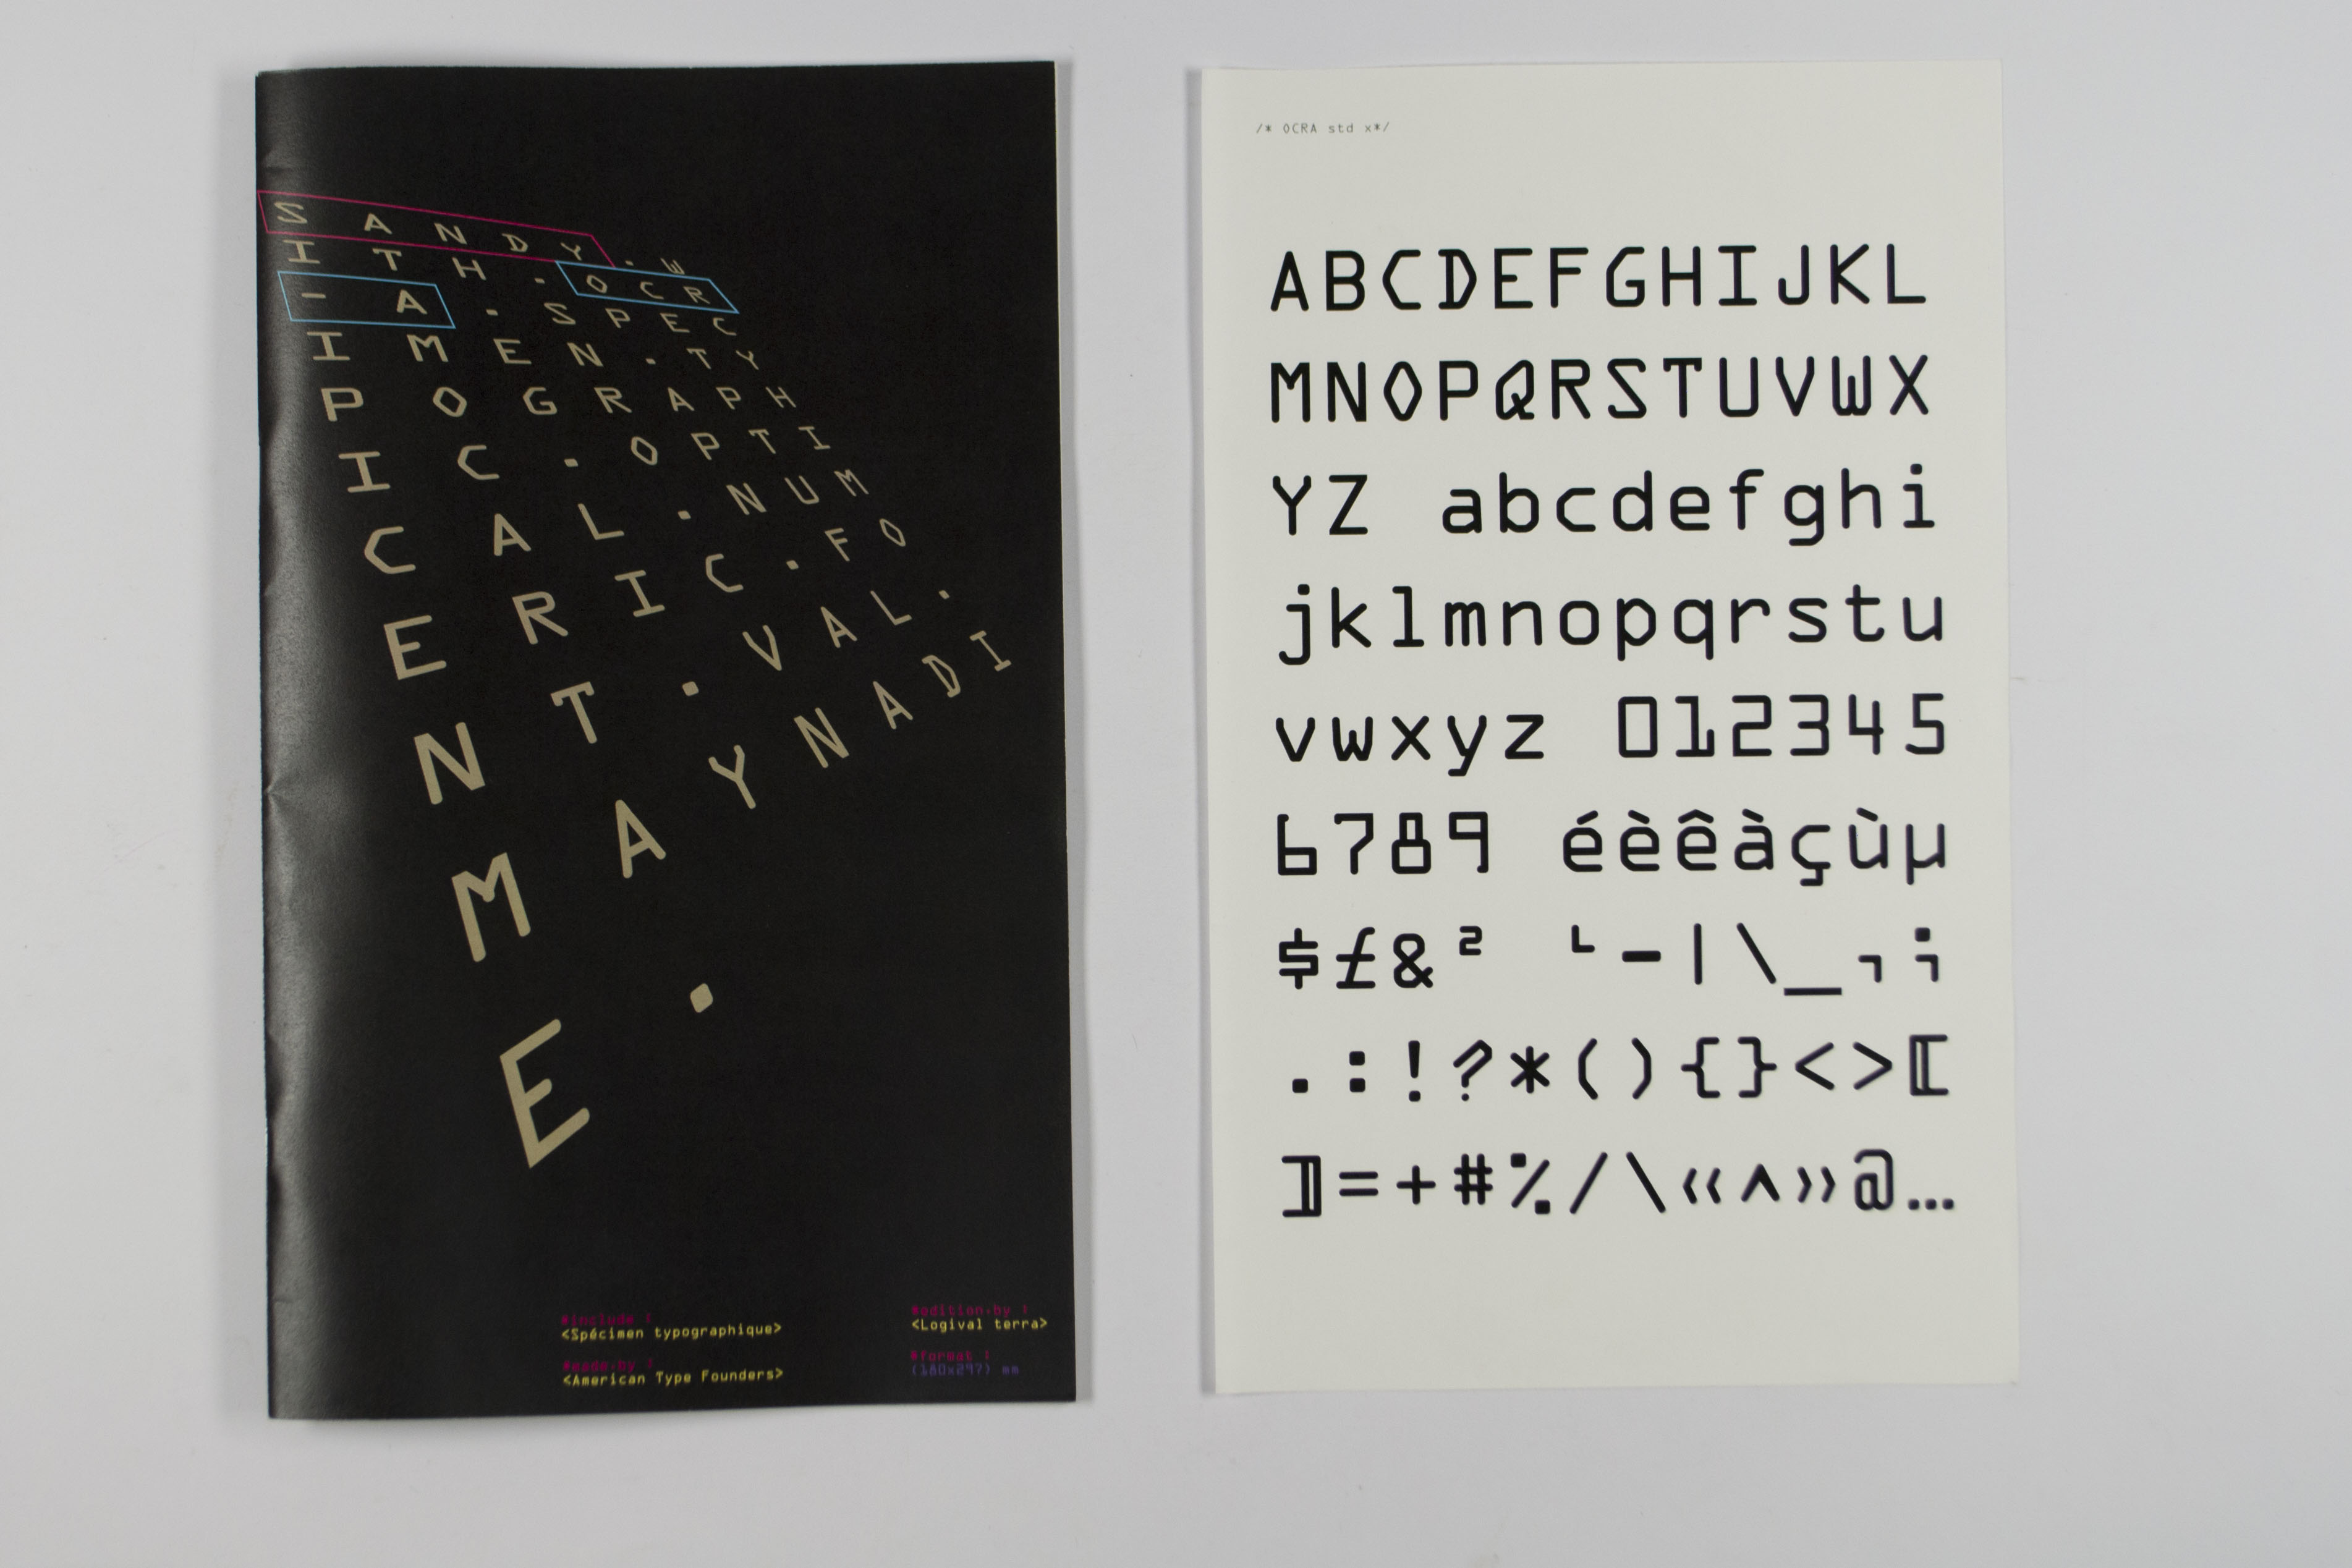 SANDY.W
ITH.OCR
-A.SPEC
IMEN.TY
POGRAPH
IC.OPTI
CAL.NUM
ERIC.FO
NT.VAL.
MAYNADI
E.
#include :
<Spécimen typographique>
#code.by :
<American Type Founders>
#edition.by :
<Logival terra>
#format :
(180x297) mm
/* OCRA std x*/
ABCDEFGHIJKL
MNOPQRSTUVWX
YZ abcdefghi
jklmnopqrstu
vwxyz 012345
6789 éèêàçùµ
$£&² ‘-|\_,;
.:!?*(){}<>[
]=+#%/\«^»@…